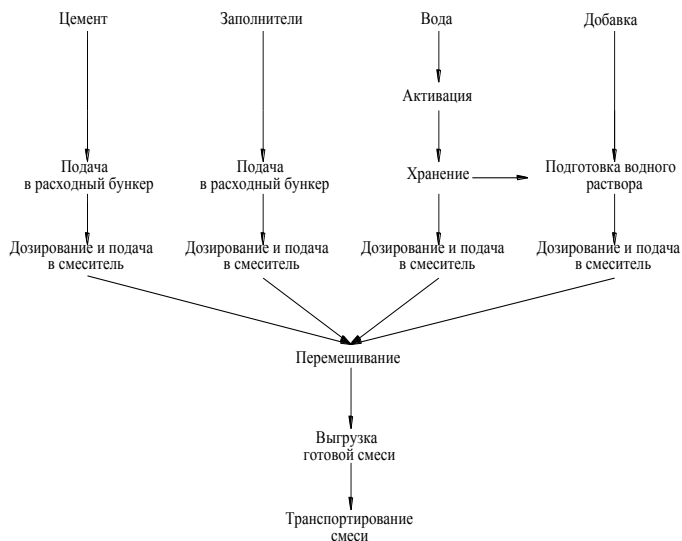 Цемент
Заполнители
Вода
Добавка
Активация
Подача
в расходный бункер
Подача
в расходный бункер
Хранение
Подготовка водного
раствора
Дозирование и подача
в смеситель
Дозирование и подача
в смеситель
Дозирование и подача
в смеситель
Дозирование и подача
в смеситель
Перемешивание
Выгрузка
готовой смеси
Транспортирование
смеси